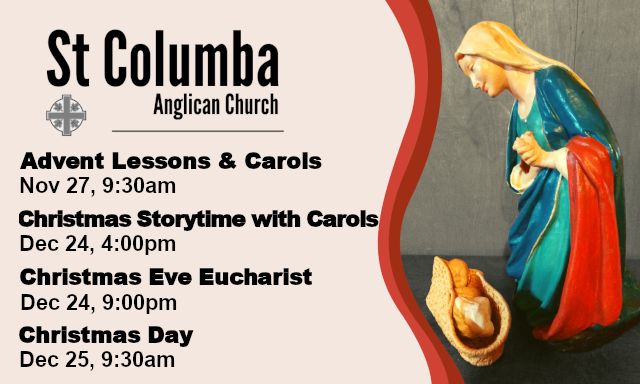 St Columba
Anglican Church
Advent Lessons & Carols
Nov 27, 9:30am
Christmas Storytime with Carols
Dec 24, 4:00pm
Christmas Eve Eucharist
Dec 24, 9:00pm
Christmas Day
Dec 25, 9:30am